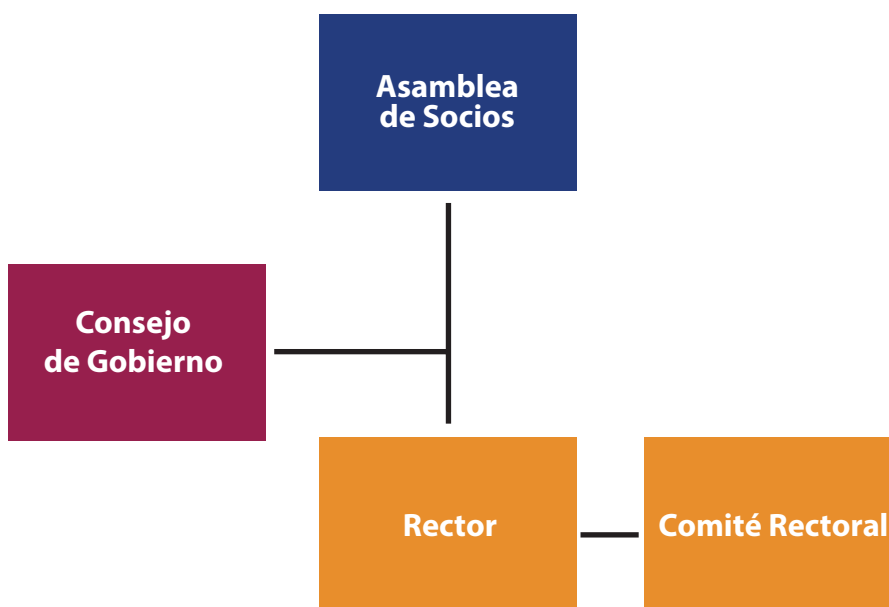 Asamblea
de Socios
Consejo
de Gobierno
Rector
Comité Rectoral